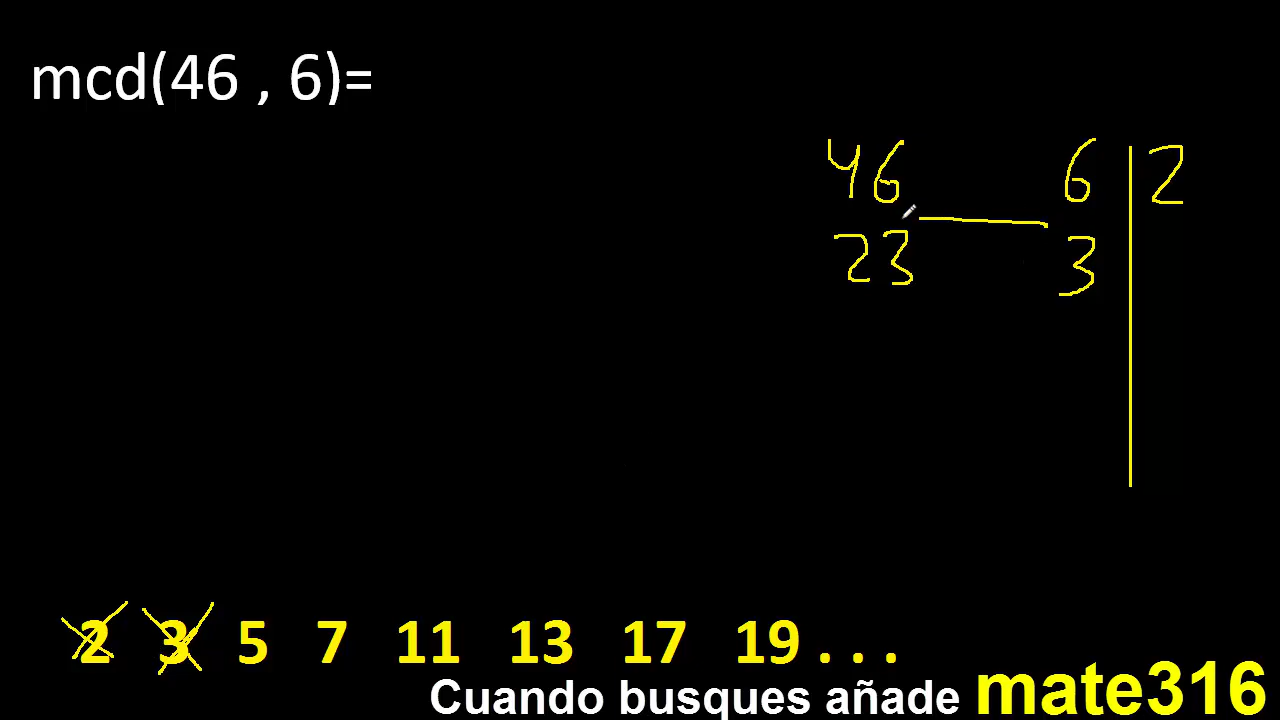 mcd(46 , 6)=
46 6 2
23 3
2 3 5 7 11 13 17 19 . . .
Cuando busques añade mate316